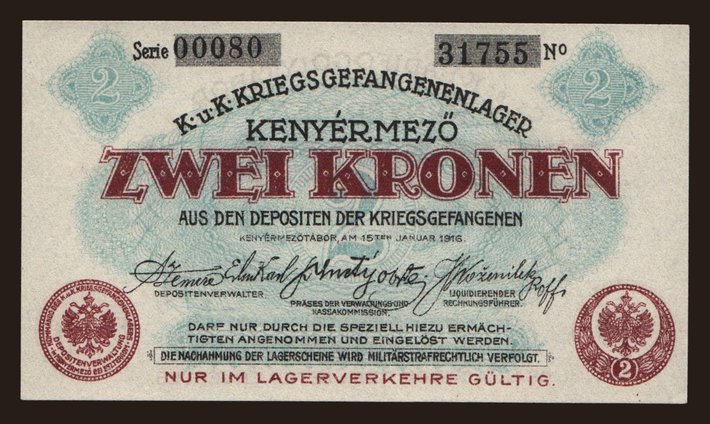 Serie 00080 31755 Nº
2 2
K.u.K. KRIEGSGEFANGENENLAGER
KENYÉRMEZŐ
ZWEI KRONEN
AUS DEN DEPOSITEN DER KRIEGSGEFANGENEN
KENYÉRMEZŐTÁBOR, AM 15TEN JANUAR 1916.
DEPOSITENVERWALTER.
PRÄSES DER VERWALTUNGS UND
KASSAKOMMISSION.
LIQUIDIERENDER
RECHNUNGSFÜHRER.
DARF NUR DURCH DIE SPEZIELL HIEZU ERMÄCH-
TIGTEN ANGENOMMEN UND EINGELÖST WERDEN.
DIE NACHAHMUNG DER LAGERSCHEINE WIRD MILITÄRSTRAFRECHTLICH VERFOLGT.
NUR IM LAGERVERKEHRE GÜLTIG.
DEPOSITENVERWALTUNG
2